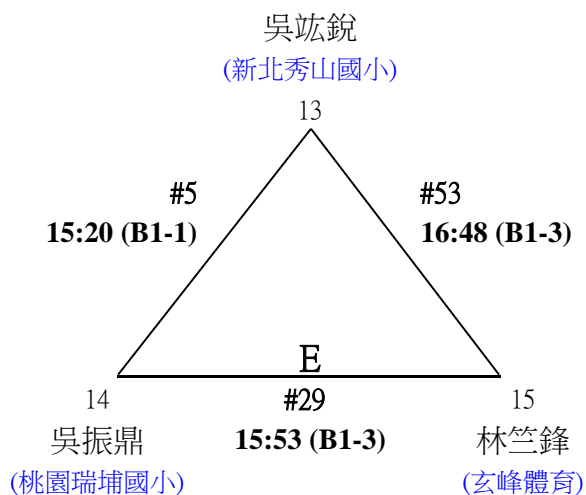 吳竑銳
(新北秀山國小)
13
#5
15:20 (B1-1)
#53
16:48 (B1-3)
E
14
#29
15
吳振鼎
15:53 (B1-3)
林竺鋒
(桃園瑞埔國小)
(玄峰體育)